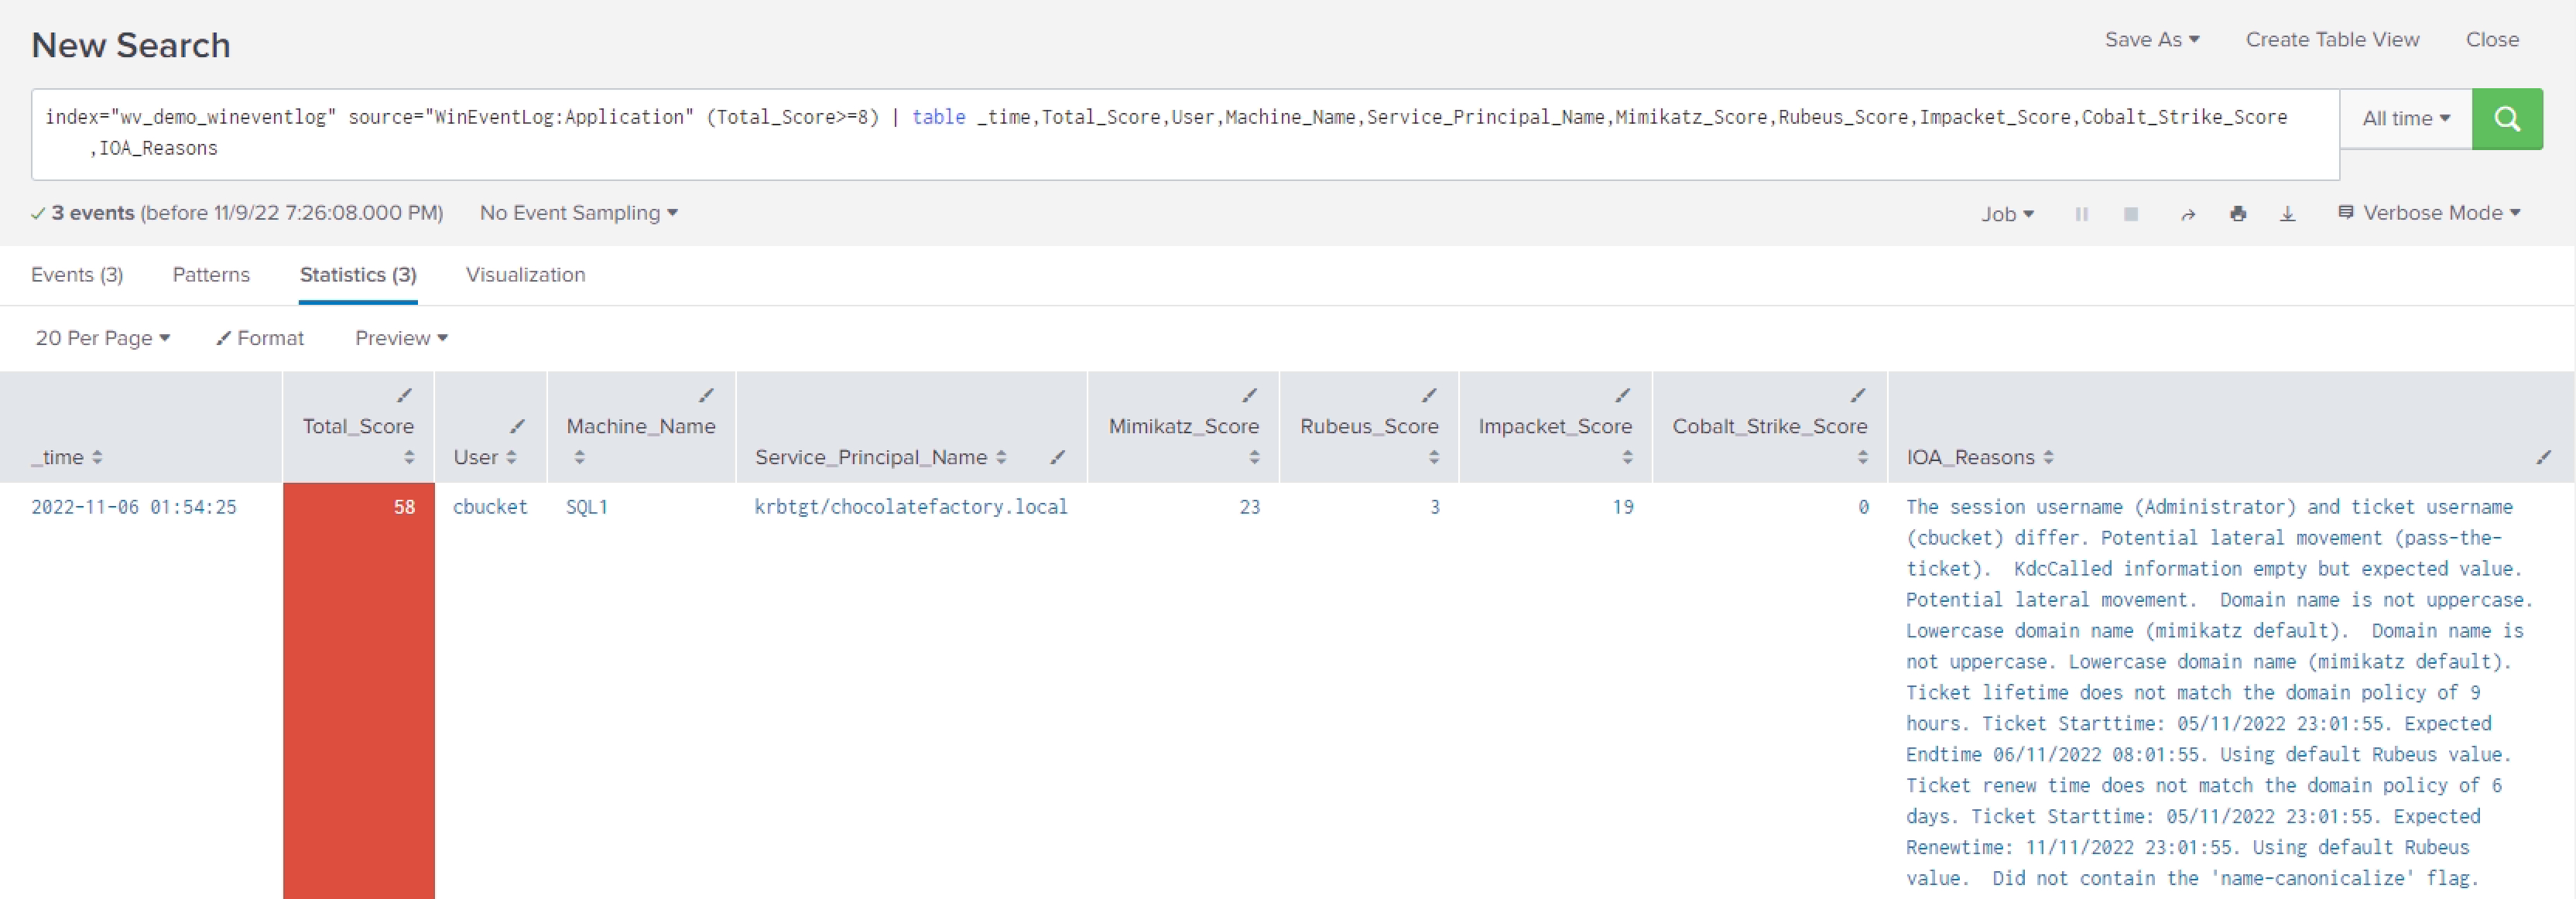 New Search
Save As Create Table View Close
index="wv_demo_wineventlog" source="WinEventLog:Application" (Total_Score>=8) | table _time,Total_Score,User,Machine_Name,Service_Principal_Name,Mimikatz_Score,Rubeus_Score,Impacket_Score,Cobalt_Strike_Score
,IOA_Reasons
All time
3 events (before 11/9/22 7:26:08.000 PM) No Event Sampling
Job Verbose Mode
Events (3) Patterns Statistics (3) Visualization
20 Per Page Format Preview
_time Total_Score User Machine_Name Service_Principal_Name Mimikatz_Score Rubeus_Score Impacket_Score Cobalt_Strike_Score IOA_Reasons
2022-11-06 01:54:25 58 cbucket SQL1 krbtgt/chocolatefactory.local 23 3 19 0 The session username (Administrator) and ticket username
(cbucket) differ. Potential lateral movement (pass-the-
ticket). KdcCalled information empty but expected value.
Potential lateral movement. Domain name is not uppercase.
Lowercase domain name (mimikatz default). Domain name is
not uppercase. Lowercase domain name (mimikatz default).
Ticket lifetime does not match the domain policy of 9
hours. Ticket Starttime: 05/11/2022 23:01:55. Expected
Endtime 06/11/2022 08:01:55. Using default Rubeus value.
Ticket renew time does not match the domain policy of 6
days. Ticket Starttime: 05/11/2022 23:01:55. Expected
Renewtime: 11/11/2022 23:01:55. Using default Rubeus
value. Did not contain the 'name-canonicalize' flag.